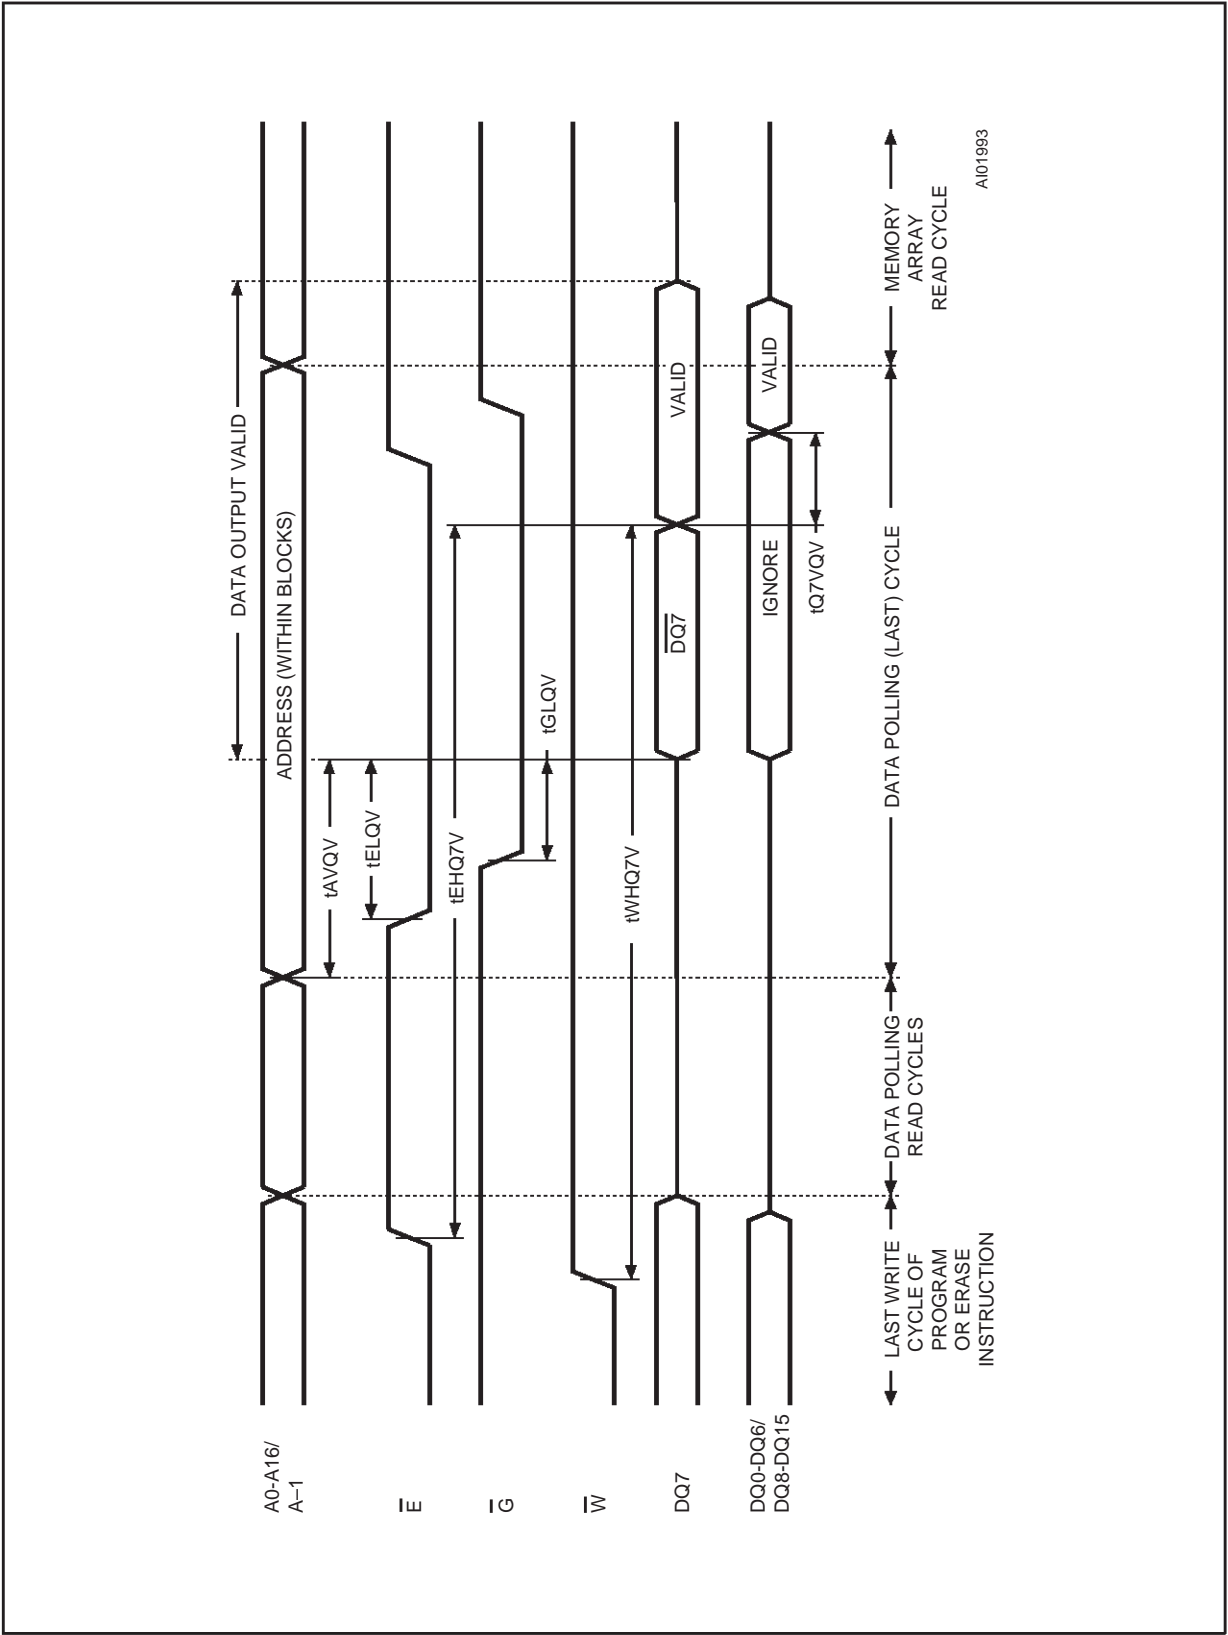 DATA OUTPUT VALID
A0-A16/
A–1
ADDRESS (WITHIN BLOCKS)
tAVQV
tELQV
E
tEHQ7V
G
tGLQV
W
tWHQ7V
DQ7
DQ7
VALID
DQ0-DQ6/
DQ8-DQ15
IGNORE
VALID
tQ7VQV
LAST WRITE
CYCLE OF
PROGRAM
OR ERASE
INSTRUCTION
DATA POLLING
READ CYCLES
DATA POLLING (LAST) CYCLE
MEMORY
ARRAY
READ CYCLE
AI01993